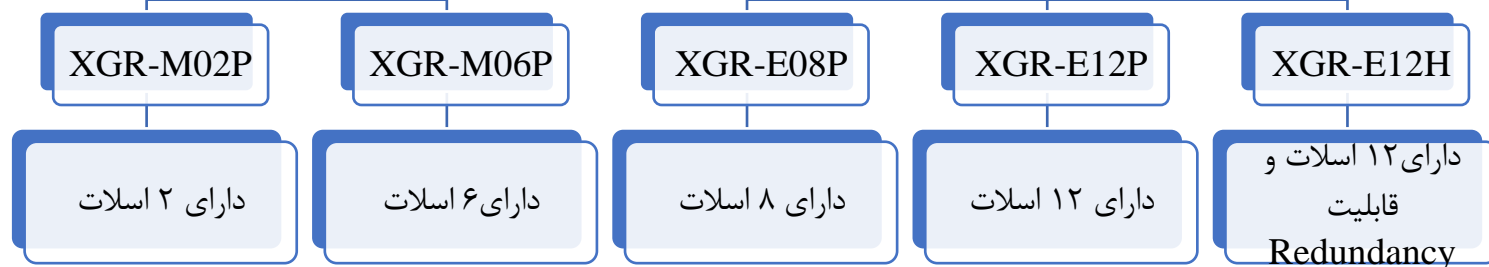 XGR-M02P
XGR-M06P
XGR-E08P
XGR-E12P
XGR-E12H
دارای ۲ اسلات
دارای۶ اسلات
دارای ۸ اسلات
دارای ۱۲ اسلات
دارای۱۲ اسلات و
قابلیت
Redundancy